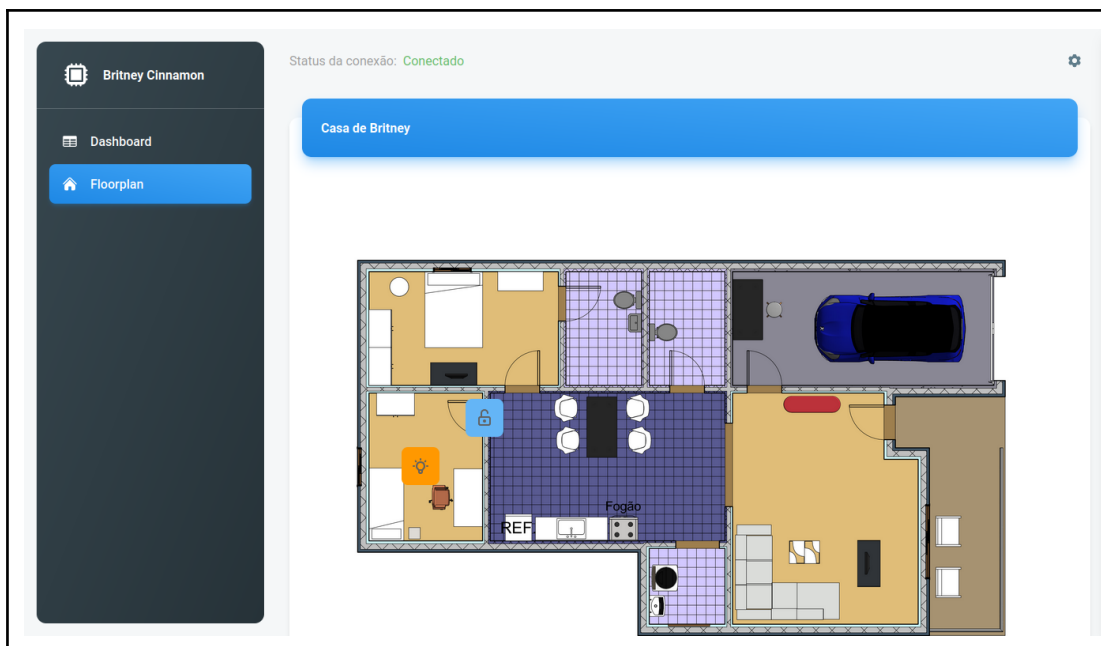 Britney Cinnamon
Dashboard
Floorplan
Status da conexão: Conectado
Casa de Britney
Fogão
REF.